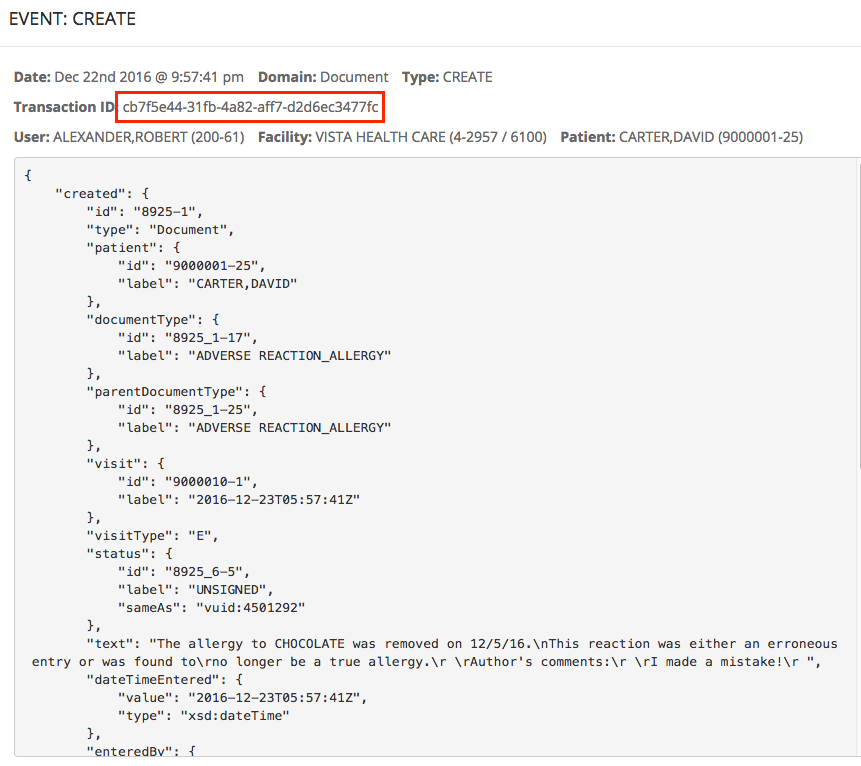 EVENT: CREATE
Date: Dec 22nd 2016 @ 9:57:41 pm Domain: Document Type: CREATE
Transaction ID: cb7f5e44-31fb-4a82-aff7-d2d6ec3477fc
User: ALEXANDER,ROBERT (200-61) Facility: VISTA HEALTH CARE (4-2957 / 6100) Patient: CARTER,DAVID (9000001-25)
{
    "created": {
        "id": "8925-1",
        "type": "Document",
        "patient": {
            "id": "9000001-25",
            "label": "CARTER,DAVID"
        },
        "documentType": {
            "id": "8925_1-17",
            "label": "ADVERSE REACTION_ALLERGY"
        },
        "parentDocumentType": {
            "id": "8925_1-25",
            "label": "ADVERSE REACTION_ALLERGY"
        },
        "visit": {
            "id": "9000010-1",
            "label": "2016-12-23T05:57:41Z"
        },
        "visitType": "E",
        "status": {
            "id": "8925_6-5",
            "label": "UNSIGNED",
            "sameAs": "vuid:4501292"
        },
        "text": "The allergy to CHOCOLATE was removed on 12/5/16.\nThis reaction was either an erroneous
entry or was found to\rno longer be a true allergy.\r \rAuthor's comments:\r \rI made a mistake!\r ",
        "dateTimeEntered": {
            "value": "2016-12-23T05:57:41Z",
            "type": "xsd:dateTime"
        },
        "enteredBy": {